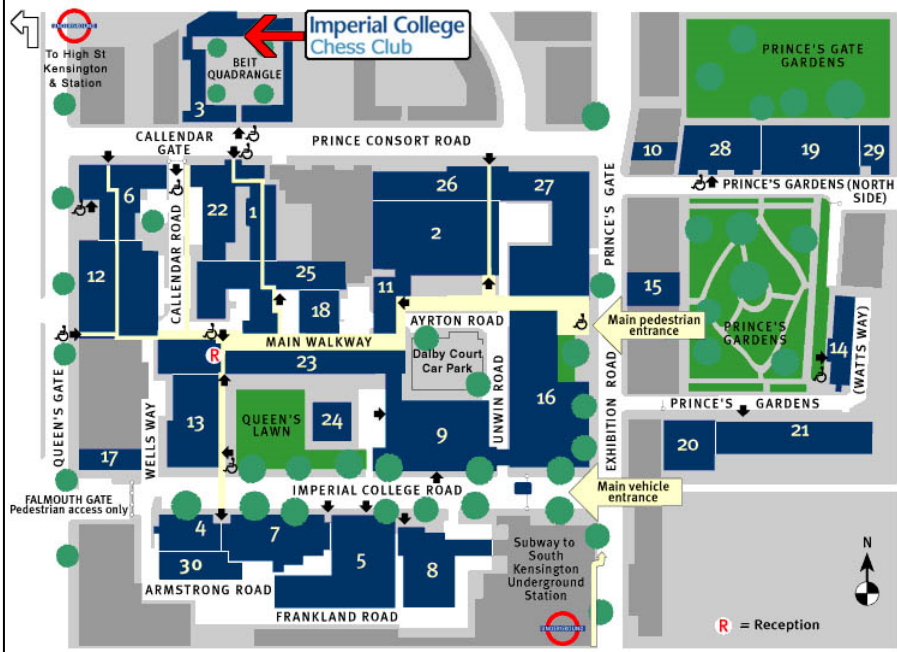 UNDERGROUND
To High St
Kensington
& Station
Imperial College
Chess Club
BEIT
QUADRANGLE
3
PRINCE'S GATE
GARDENS
CALLENDAR
GATE
PRINCE CONSORT ROAD
10
28
19
29
PRINCE'S GARDENS (NORTH
SIDE)
6
22
1
26
27
2
PRINCE'S GATE
CALLENDAR ROAD
12
25
18
11
15
AYRTON ROAD
Main pedestrian
entrance
PRINCE'S
GARDENS
14
(WATTS WAY)
MAIN WALKWAY
R
23
Dalby Court
Car Park
QUEEN'S GATE
WELLS WAY
13
QUEEN'S
LAWN
24
9
UNWIN ROAD
16
EXHIBITION ROAD
PRINCE'S GARDENS
20
21
17
FALMOUTH GATE
Pedestrian access only
IMPERIAL COLLEGE ROAD
Main vehicle
entrance
4
7
5
8
30
ARMSTRONG ROAD
FRANKLAND ROAD
Subway to
South
Kensington
Underground
Station
UNDERGROUND
N
R = Reception